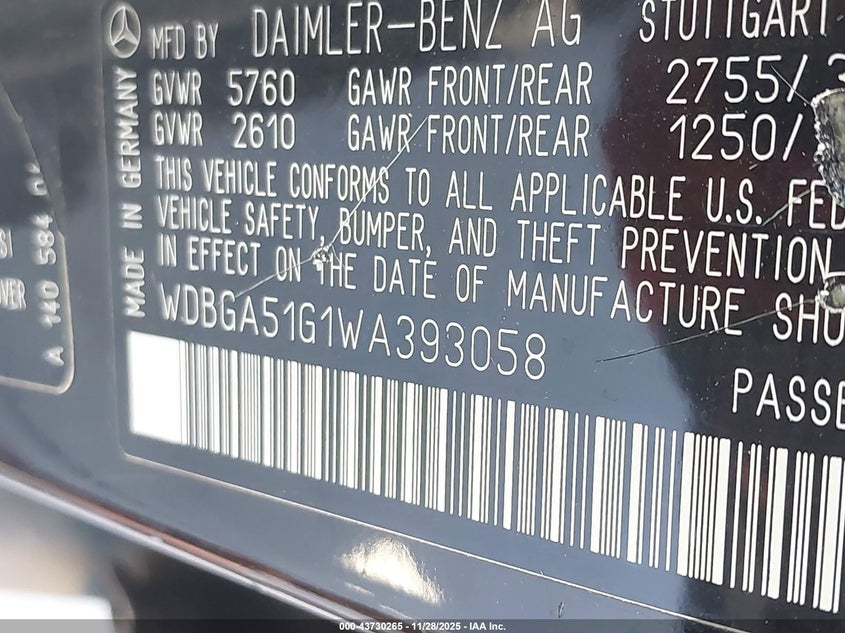 MFD BY DAIMLER-BENZ AG STUTTGART
GVWR 5760 GAWR FRONT/REAR 2755/
GVWR 2610 GAWR FRONT/REAR 1250/
THIS VEHICLE CONFORMS TO ALL APPLICABLE U.S. FED
VEHICLE SAFETY, BUMPER, AND THEFT PREVENTION
IN EFFECT ON THE DATE OF MANUFACTURE SHO
WDBGA51G1WA393058
PASSE
MADE IN GERMANY
SI
OVER
A 140 584
000-43730265 - 11/28/2025 - IAA Inc.